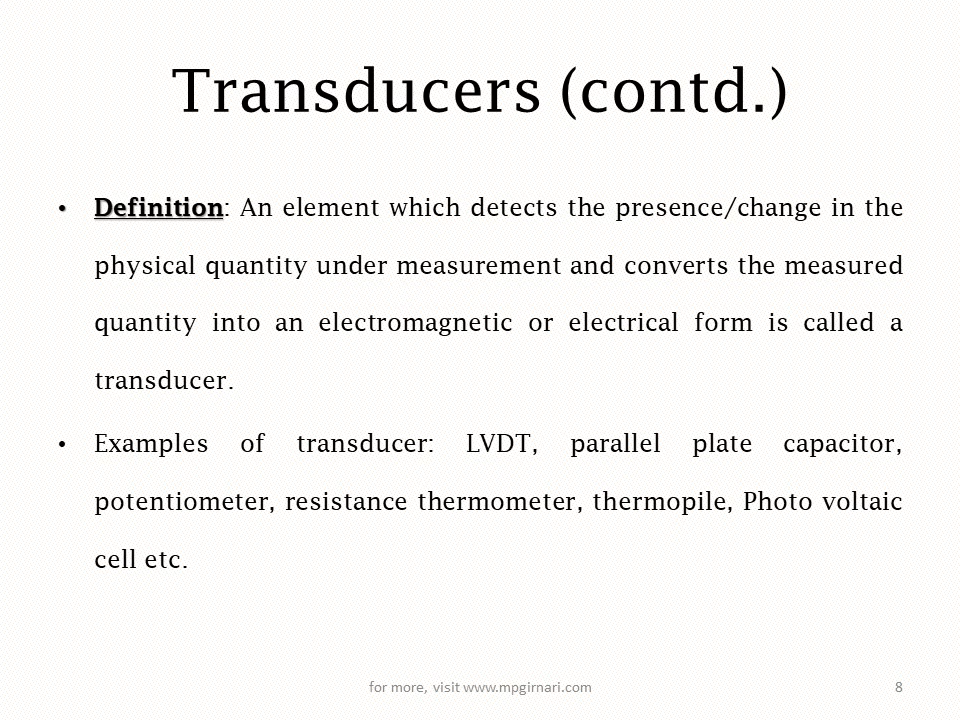 Transducers (contd.)
• Definition: An element which detects the presence/change in the
physical quantity under measurement and converts the measured
quantity into an electromagnetic or electrical form is called a
transducer.
• Examples of transducer: LVDT, parallel plate capacitor,
potentiometer, resistance thermometer, thermopile, Photo voltaic
cell etc.
for more, visit www.mpgirnari.com
8